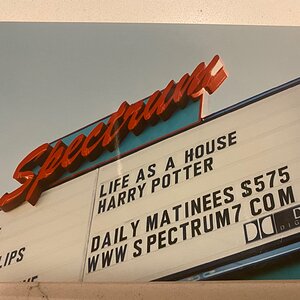 Spectrum
LIFE AS A HOUSE
HARRY POTTER
DAILY MATINEES $575
WWW SPECTRUM7 COM
LIPS